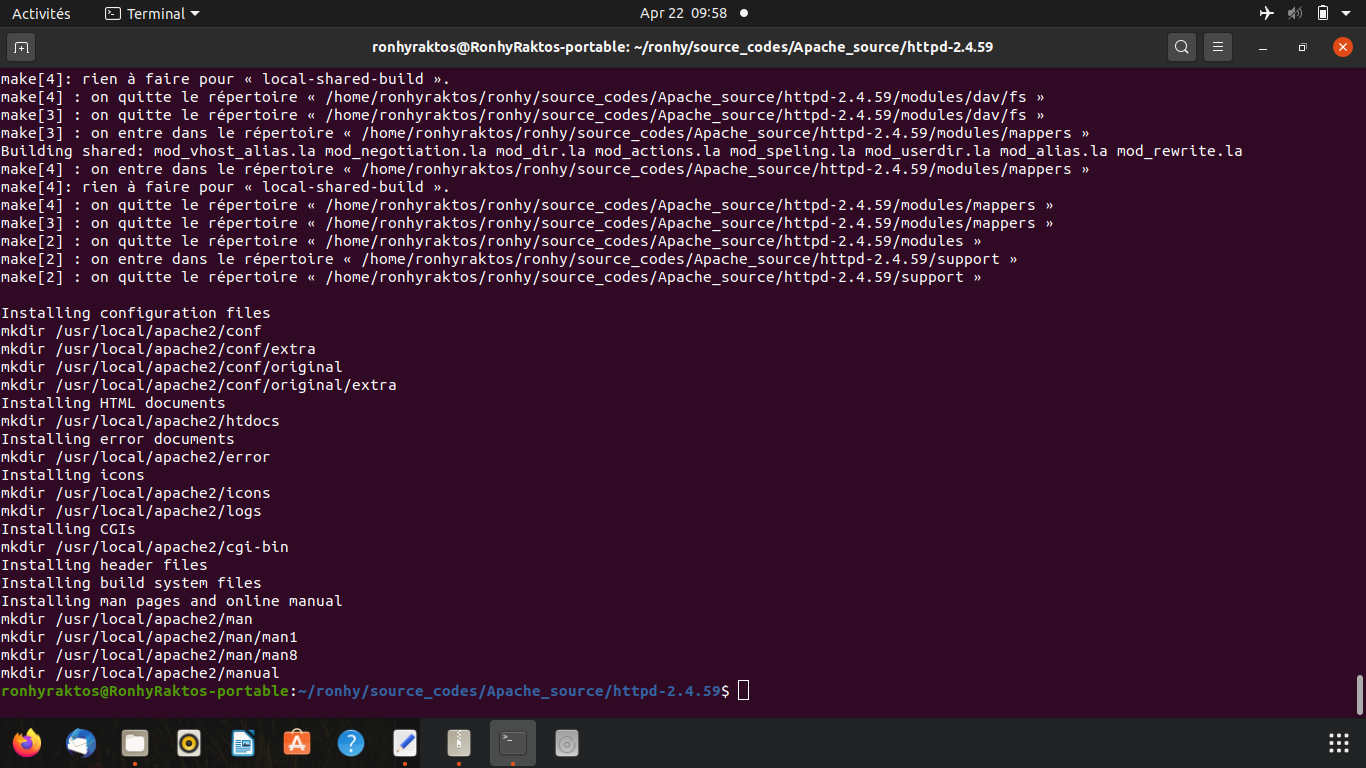 Activités
Terminal
Apr 22 09:58
ronhyraktos@RonhyRaktos-portable: ~/ronhy/source_codes/Apache_source/httpd-2.4.59
make[4]: rien à faire pour « local-shared-build ».
make[4] : on quitte le répertoire « /home/ronhyraktos/ronhy/source_codes/Apache_source/httpd-2.4.59/modules/dav/fs »
make[3] : on quitte le répertoire « /home/ronhyraktos/ronhy/source_codes/Apache_source/httpd-2.4.59/modules/dav/fs »
make[3] : on entre dans le répertoire « /home/ronhyraktos/ronhy/source_codes/Apache_source/httpd-2.4.59/modules/mappers »
Building shared: mod_vhost_alias.la mod_negotiation.la mod_dir.la mod_actions.la mod_speling.la mod_userdir.la mod_alias.la mod_rewrite.la
make[4] : on entre dans le répertoire « /home/ronhyraktos/ronhy/source_codes/Apache_source/httpd-2.4.59/modules/mappers »
make[4]: rien à faire pour « local-shared-build ».
make[4] : on quitte le répertoire « /home/ronhyraktos/ronhy/source_codes/Apache_source/httpd-2.4.59/modules/mappers »
make[3] : on quitte le répertoire « /home/ronhyraktos/ronhy/source_codes/Apache_source/httpd-2.4.59/modules/mappers »
make[2] : on quitte le répertoire « /home/ronhyraktos/ronhy/source_codes/Apache_source/httpd-2.4.59/modules »
make[2] : on entre dans le répertoire « /home/ronhyraktos/ronhy/source_codes/Apache_source/httpd-2.4.59/support »
make[2] : on quitte le répertoire « /home/ronhyraktos/ronhy/source_codes/Apache_source/httpd-2.4.59/support »
Installing configuration files
mkdir /usr/local/apache2/conf
mkdir /usr/local/apache2/conf/extra
mkdir /usr/local/apache2/conf/original
mkdir /usr/local/apache2/conf/original/extra
Installing HTML documents
mkdir /usr/local/apache2/htdocs
Installing error documents
mkdir /usr/local/apache2/error
Installing icons
mkdir /usr/local/apache2/icons
mkdir /usr/local/apache2/logs
Installing CGIs
mkdir /usr/local/apache2/cgi-bin
Installing header files
Installing build system files
Installing man pages and online manual
mkdir /usr/local/apache2/man
mkdir /usr/local/apache2/man/man1
mkdir /usr/local/apache2/man/man8
mkdir /usr/local/apache2/manual
ronhyraktos@RonhyRaktos-portable:~/ronhy/source_codes/Apache_source/httpd-2.4.59$